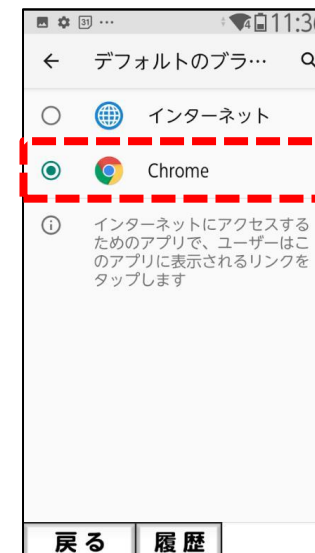 31 … 11:36
デフォルトのブラ…
インターネット
Chrome
インターネットにアクセスする
ためのアプリで、ユーザーはこ
のアプリに表示されるリンクを
タップします
戻る 履歴